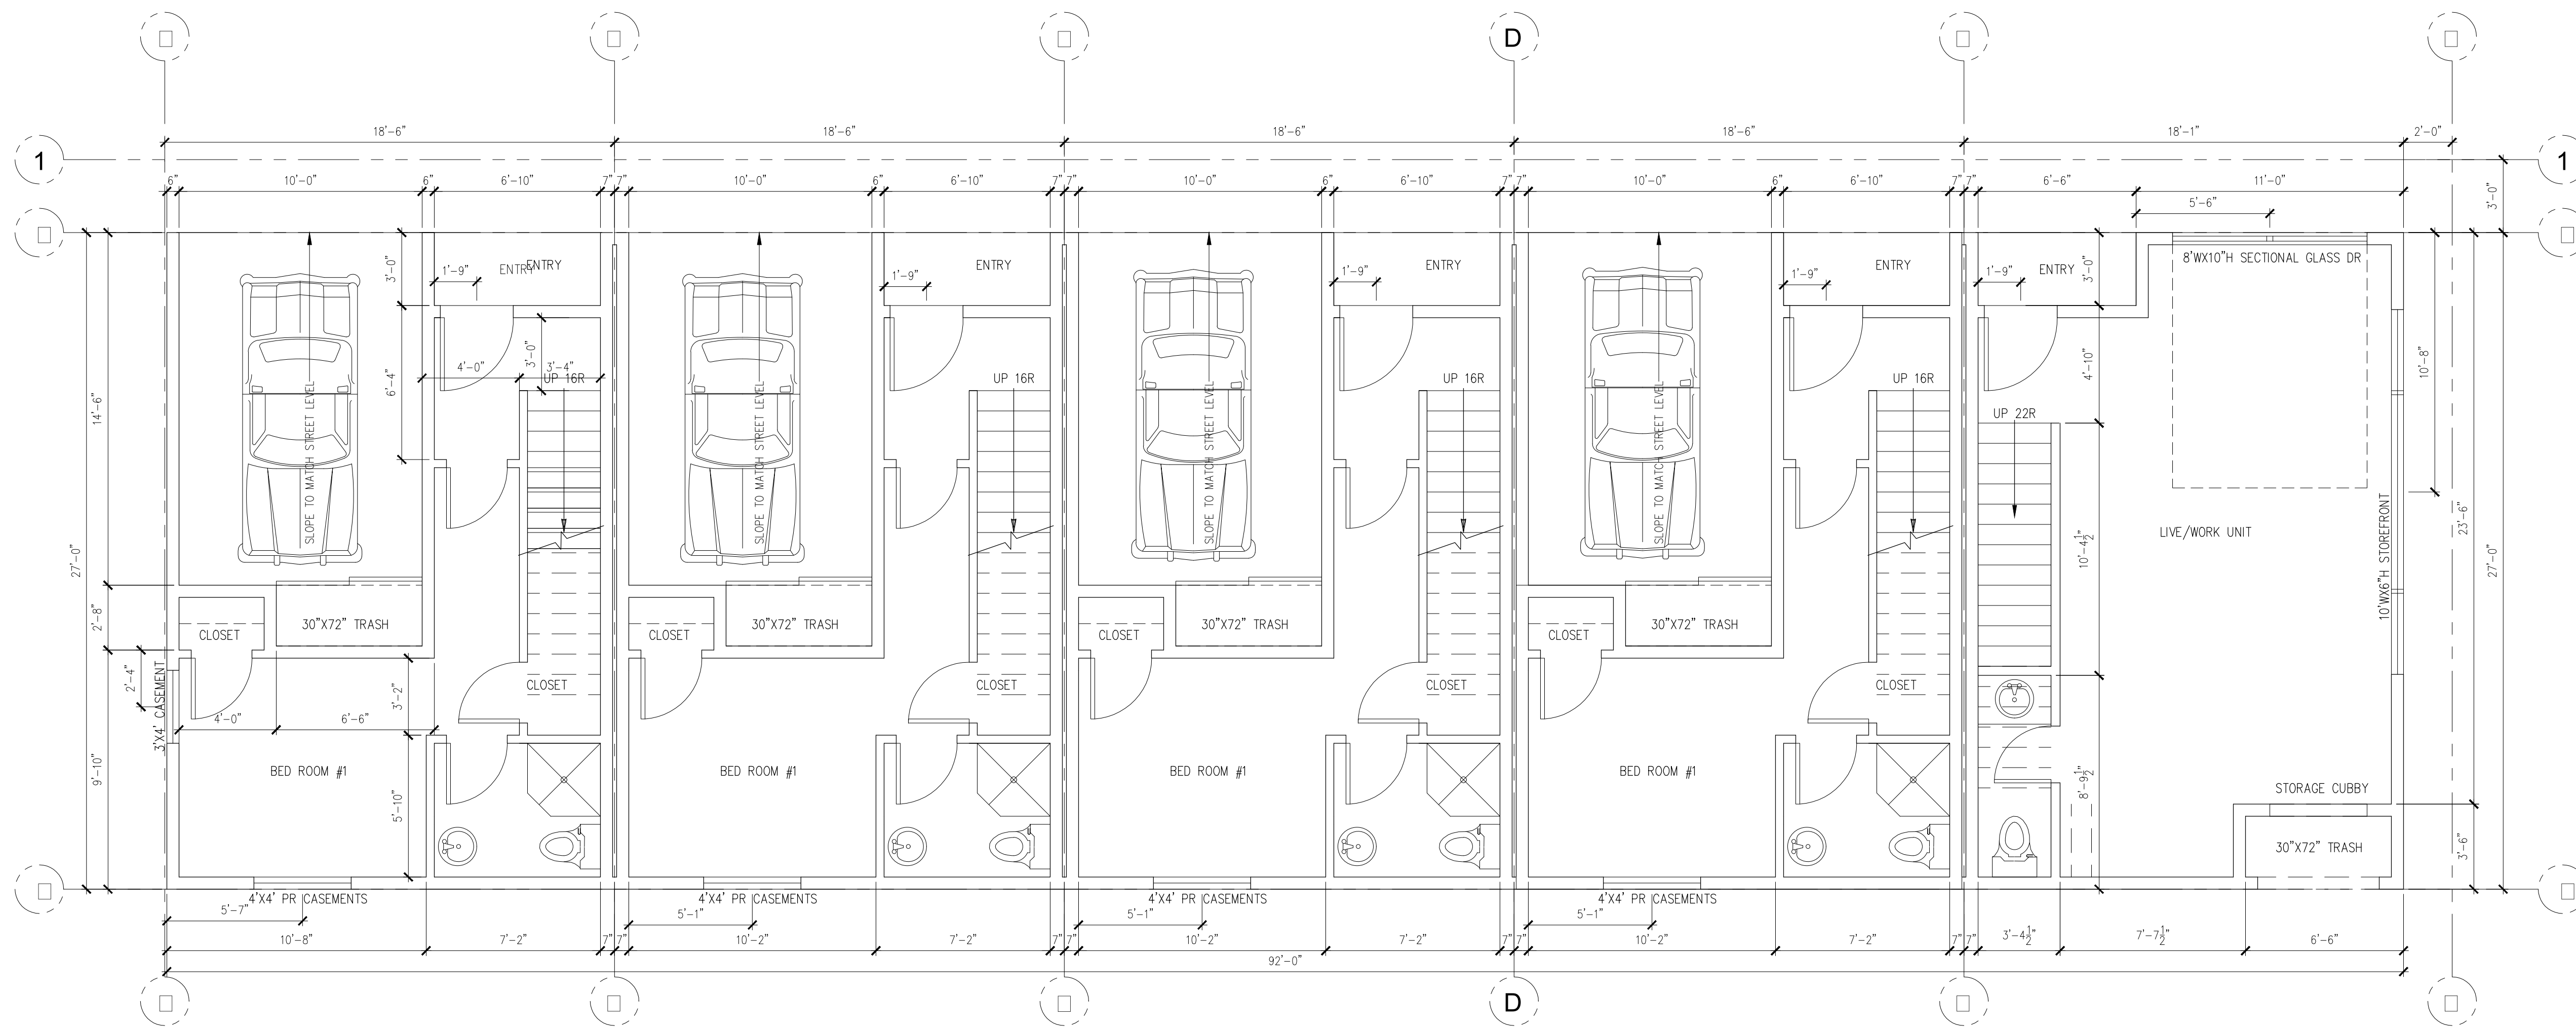 D
18'-6" 18'-6" 18'-6" 18'-6" 18'-1" 2'-0"
1 1
6" 10'-0" 6" 6'-10" 7" 7" 10'-0" 6" 6'-10" 7" 7" 10'-0" 6" 6'-10" 7" 7" 10'-0" 6" 6'-10" 7" 7" 6'-6" 11'-0"
5'-6"
3'-0"
3'-0" 1'-9" ENTRY ENTRY
1'-9" ENTRY
1'-9" ENTRY
1'-9" ENTRY
1'-9" ENTRY 3'-0"
8'WX10"H SECTIONAL GLASS DR
6'-4" 4'-0" 3'-0" 3'-4"
4'-10" 10'-8"
UP 16R UP 16R UP 16R UP 16R
UP 22R
14'-6"
SLOPE TO MATCH STREET LEVEL
SLOPE TO MATCH STREET LEVEL
SLOPE TO MATCH STREET LEVEL
SLOPE TO MATCH STREET LEVEL
27'-0"
10'-4 1/2"
LIVE/WORK UNIT
10'WX6"H STOREFRONT
23'-6"
27'-0"
2'-8"
CLOSET 30"X72" TRASH CLOSET 30"X72" TRASH CLOSET 30"X72" TRASH CLOSET 30"X72" TRASH
2'-4"
3'X4' CASEMENT
CLOSET CLOSET CLOSET CLOSET
3'-2"
4'-0" 6'-6"
9'-10"
BED ROOM #1 BED ROOM #1 BED ROOM #1 BED ROOM #1
5'-10"
8'-9 1/2"
STORAGE CUBBY
30"X72" TRASH
3'-6"
4'X4' PR CASEMENTS 4'X4' PR CASEMENTS 4'X4' PR CASEMENTS 4'X4' PR CASEMENTS
5'-7" 5'-1" 5'-1" 5'-1"
10'-8" 7'-2" 7" 7" 10'-2" 7'-2" 7" 7" 10'-2" 7'-2" 7" 7" 10'-2" 7'-2" 7" 7" 3'-4 1/2" 7'-7 1/2" 6'-6"
92'-0"
D